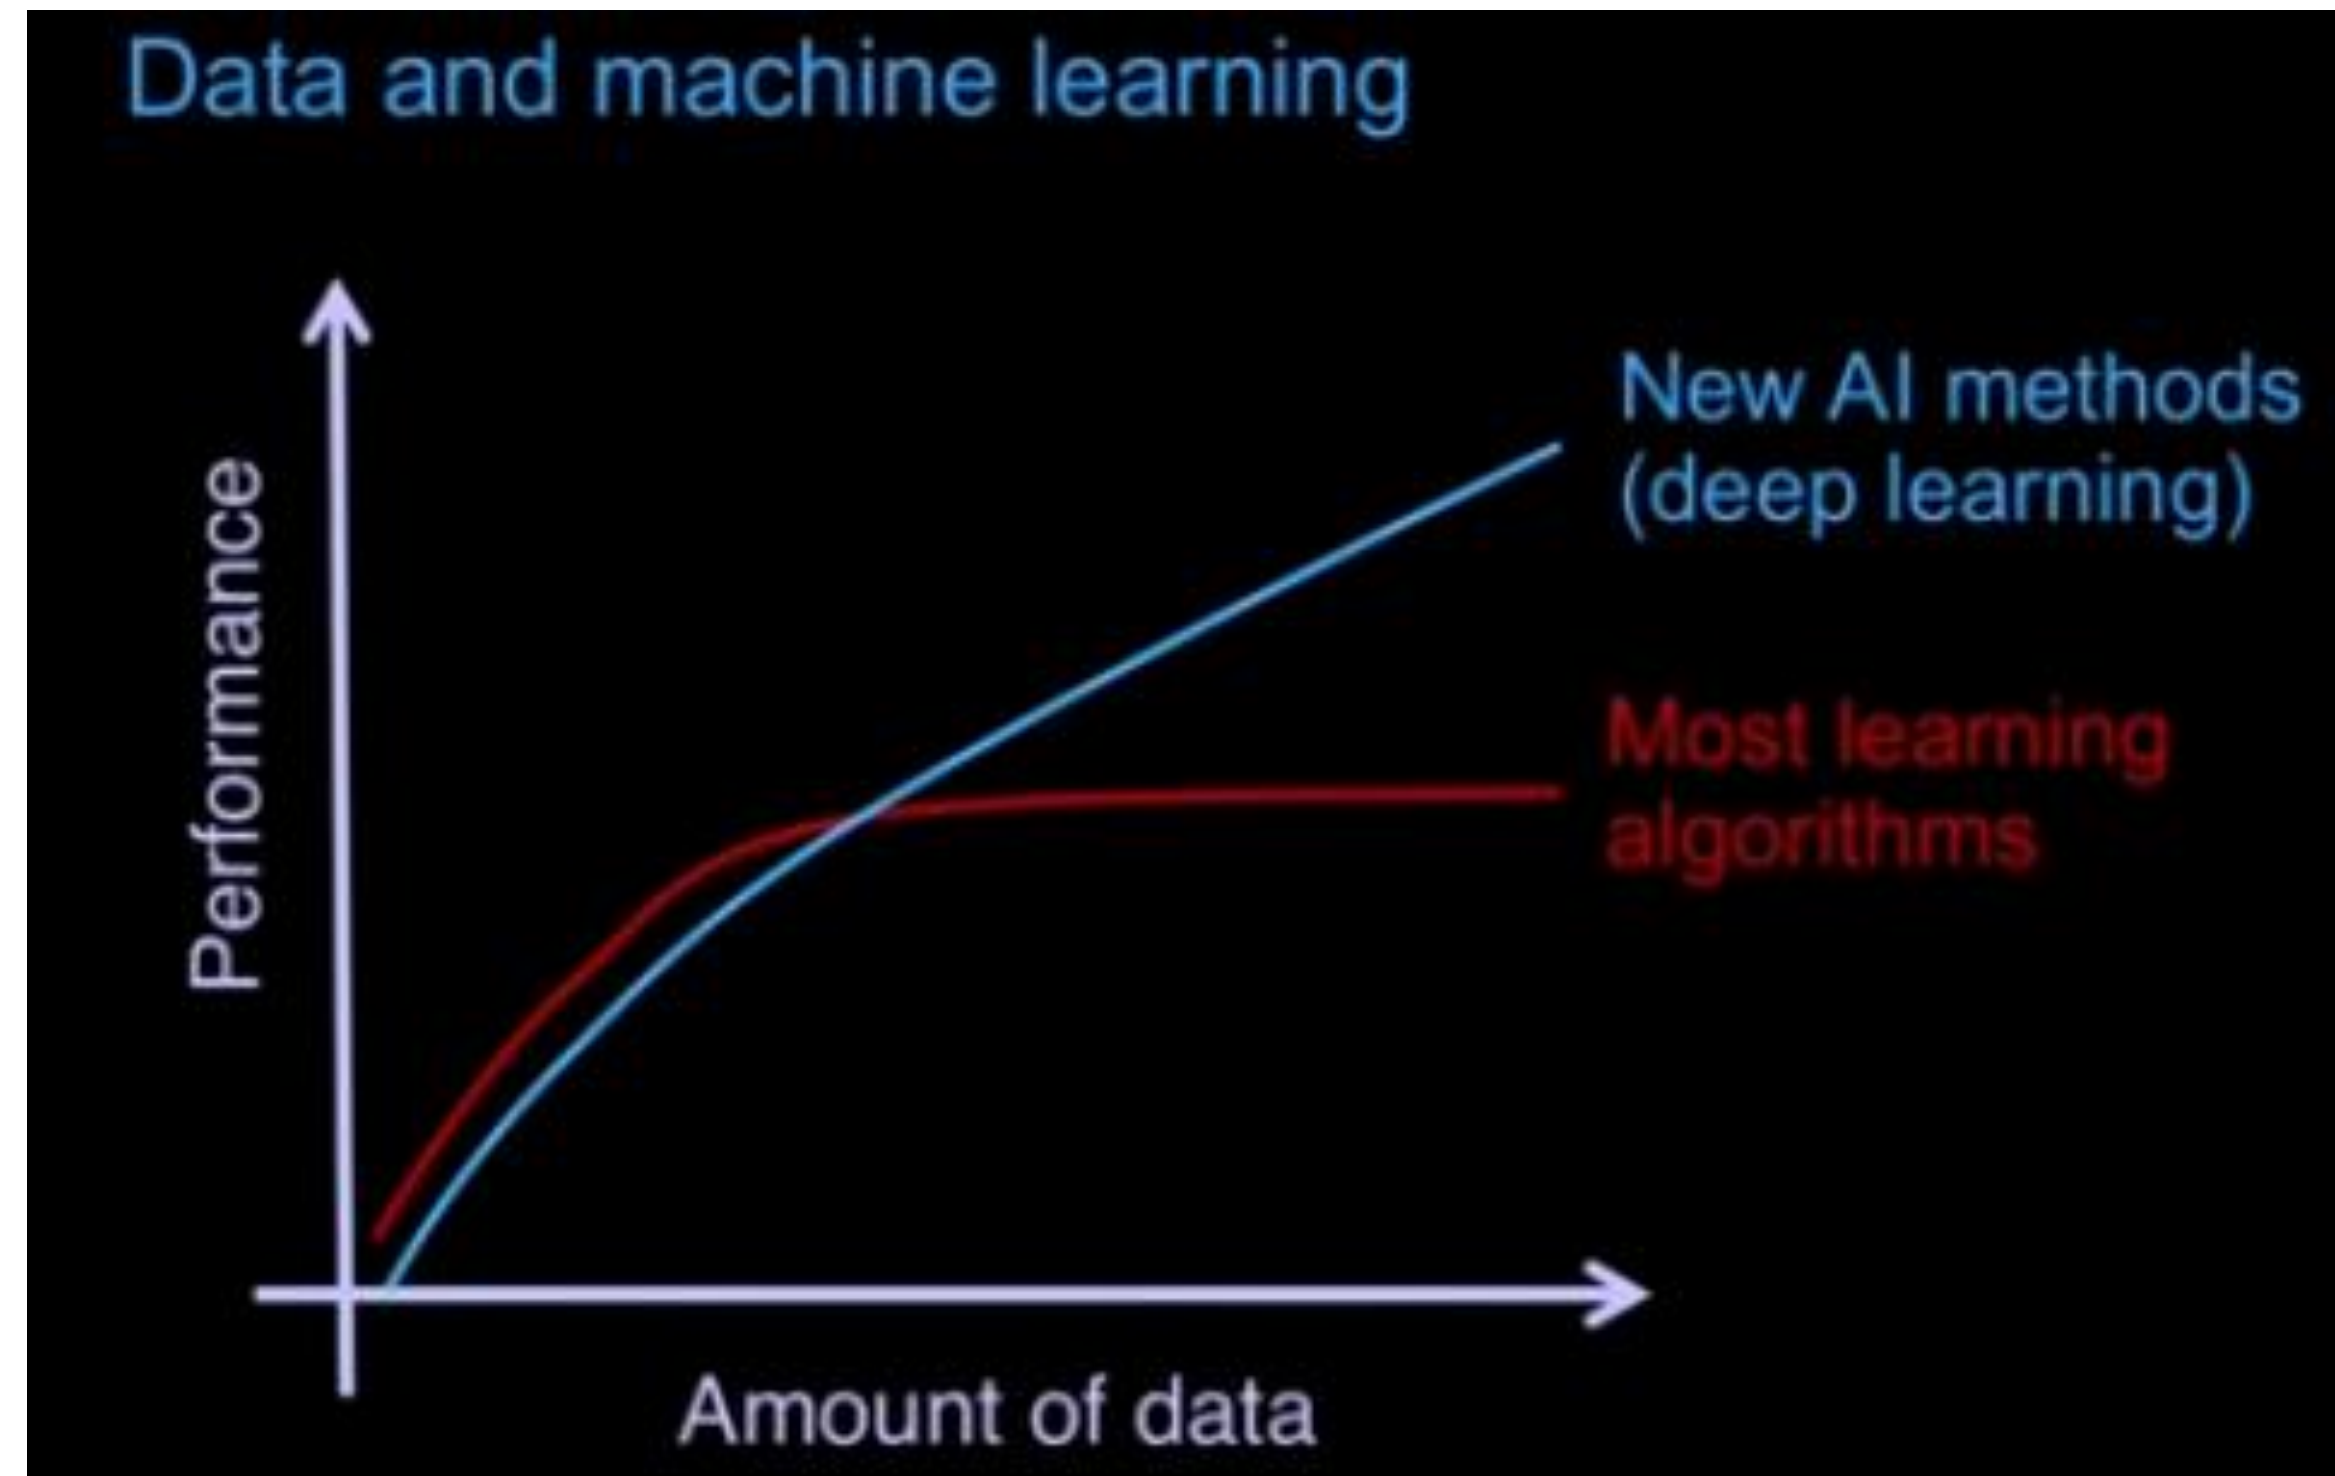 Data and machine learning
Performance
New AI methods
(deep learning)
Most learning
algorithms
Amount of data